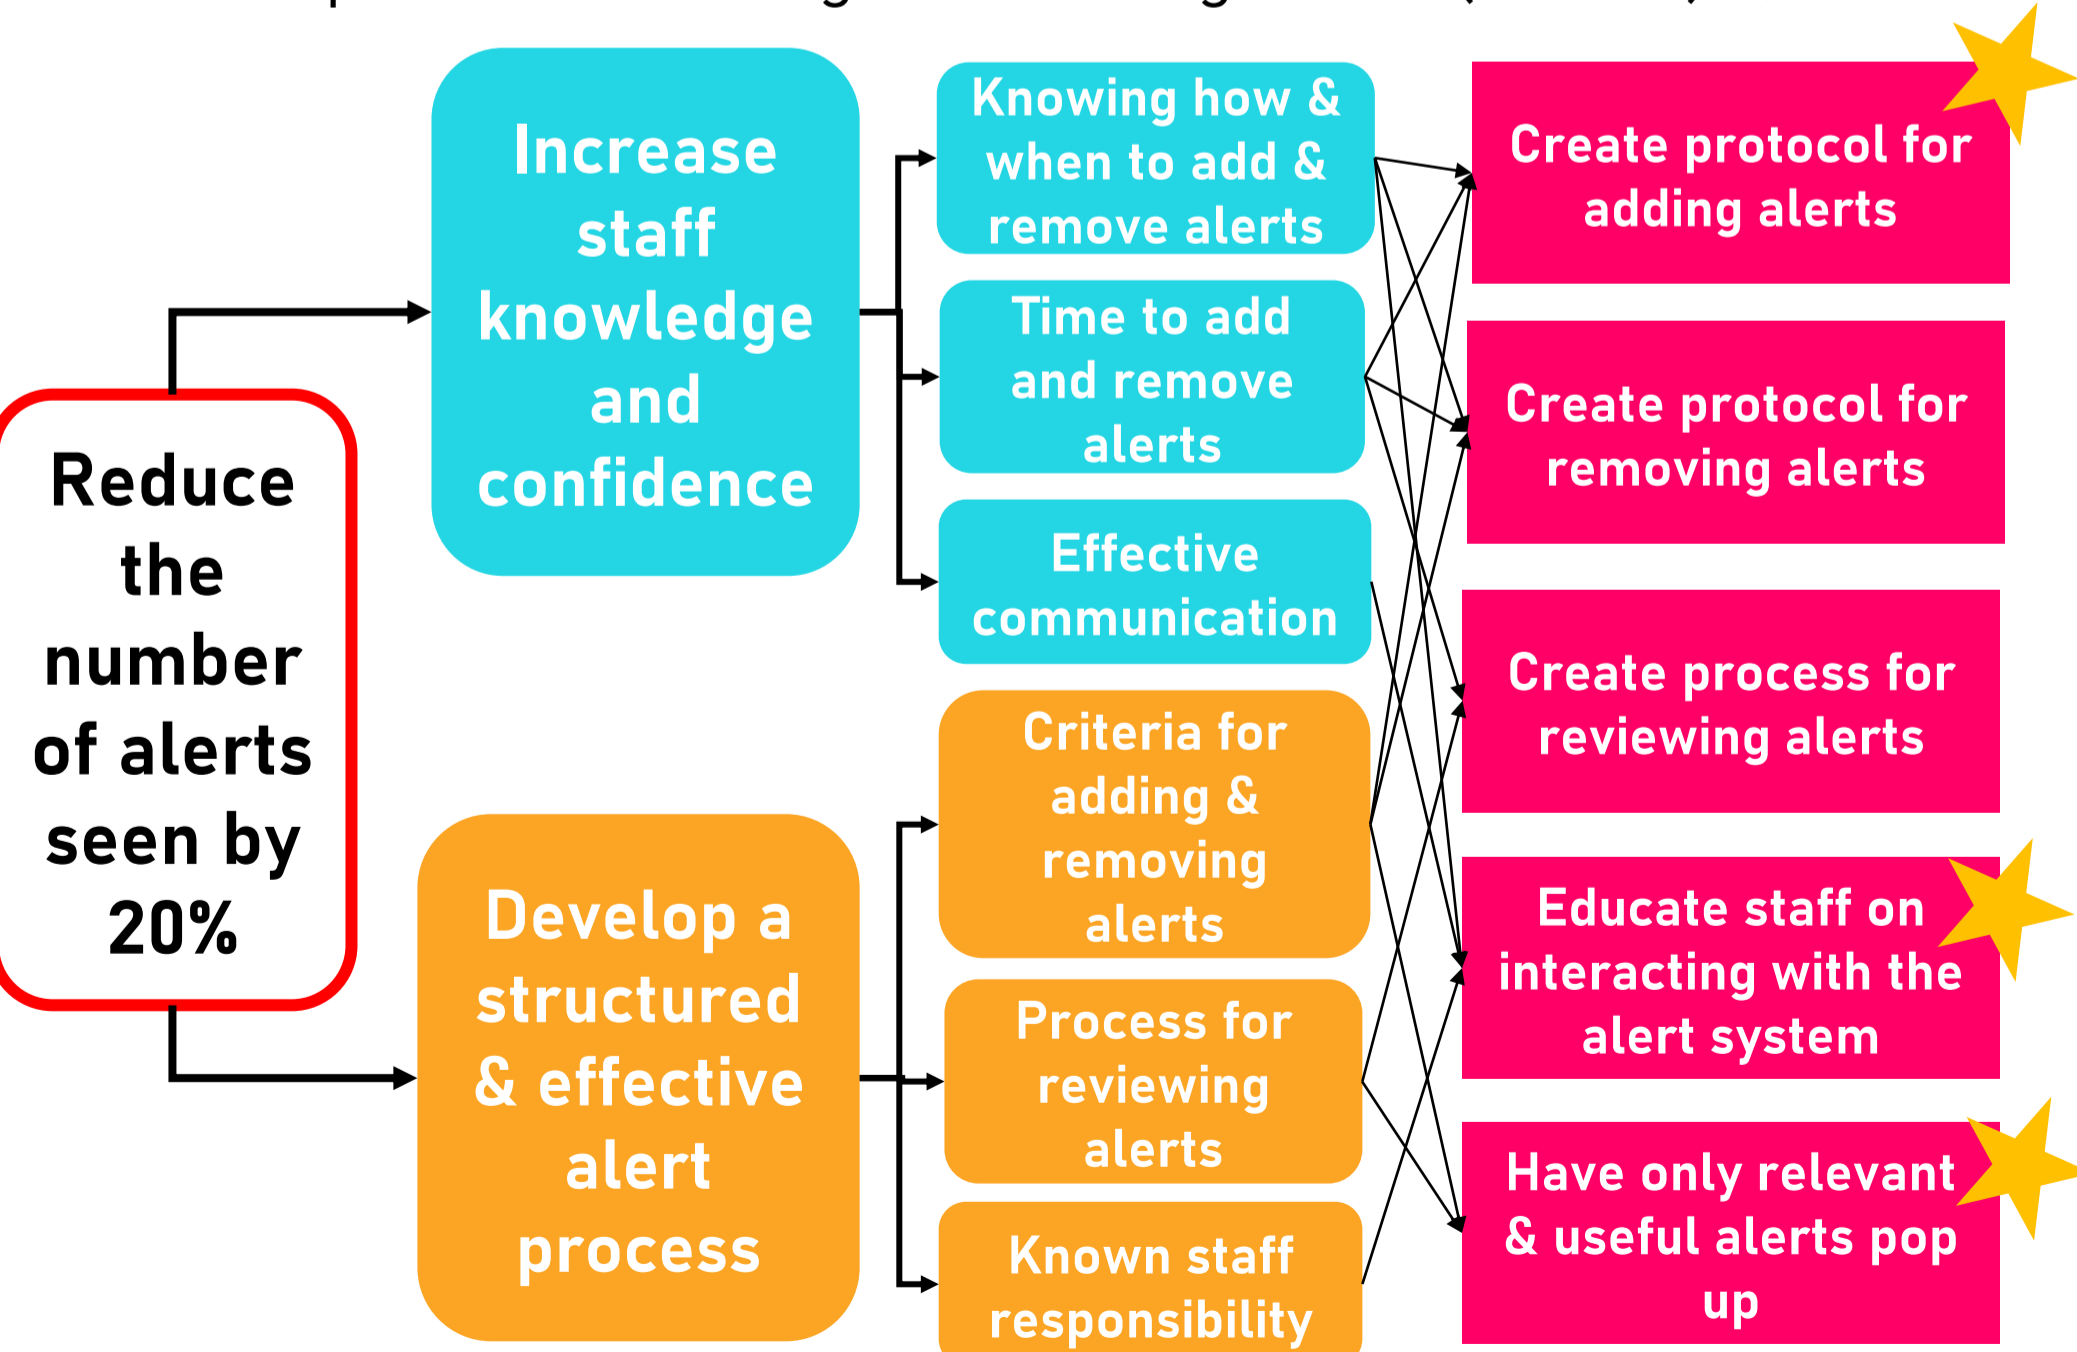 Reduce
the
number
of alerts
seen by
20%
Increase
staff
knowledge
and
confidence
Develop a
structured
& effective
alert
process
Knowing how &
when to add &
remove alerts
Time to add
and remove
alerts
Effective
communication
Criteria for
adding &
removing
alerts
Process for
reviewing
alerts
Known staff
responsibility
Create protocol for
adding alerts
Create protocol for
removing alerts
Create process for
reviewing alerts
Educate staff on
interacting with the
alert system
Have only relevant
& useful alerts pop
up